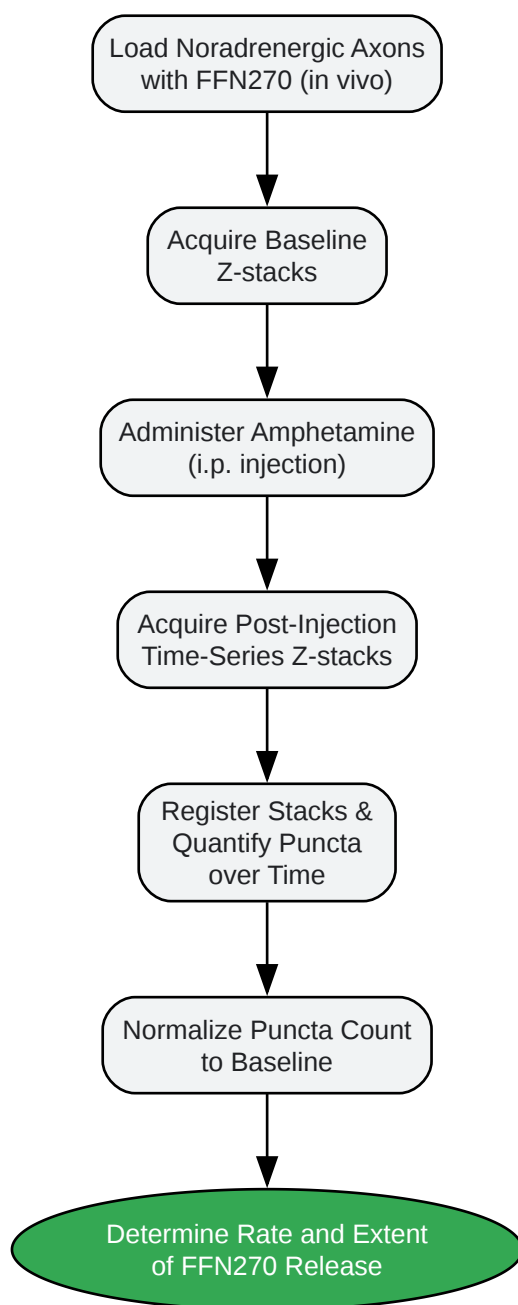 Load Noradrenergic Axons
with FFN270 (in vivo)
Acquire Baseline
Z-stacks
Administer Amphetamine
(i.p. injection)
Acquire Post-Injection
Time-Series Z-stacks
Register Stacks &
Quantify Puncta
over Time
Normalize Puncta Count
to Baseline
Determine Rate and Extent
of FFN270 Release